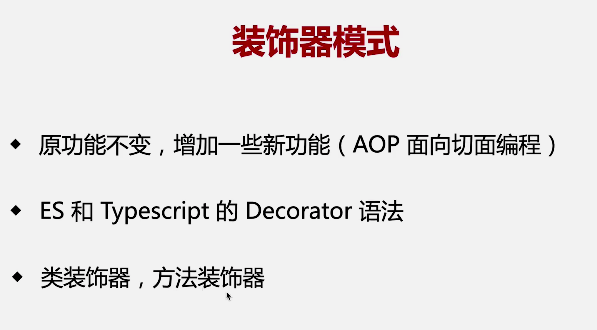 装饰器模式
原功能不变，增加一些新功能（AOP 面向切面编程）
ES 和 Typescript 的 Decorator 语法
类装饰器，方法装饰器